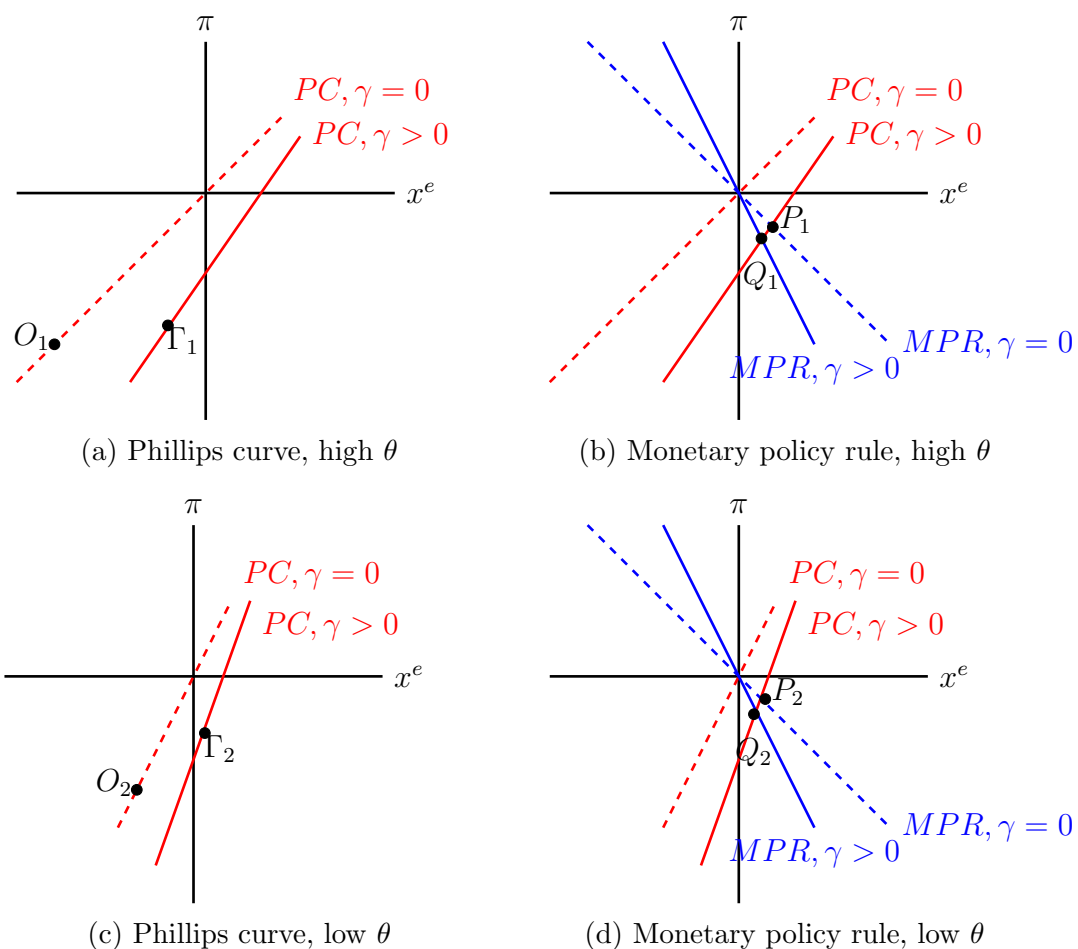 π
x^e
PC, γ = 0
PC, γ > 0
O₁
Γ₁
(a) Phillips curve, high θ
π
x^e
PC, γ = 0
PC, γ > 0
P₁
Q₁
MPR, γ = 0
MPR, γ > 0
(b) Monetary policy rule, high θ
π
x^e
PC, γ = 0
PC, γ > 0
Γ₂
O₂
(c) Phillips curve, low θ
π
x^e
PC, γ = 0
PC, γ > 0
P₂
Q₂
MPR, γ = 0
MPR, γ > 0
(d) Monetary policy rule, low θ